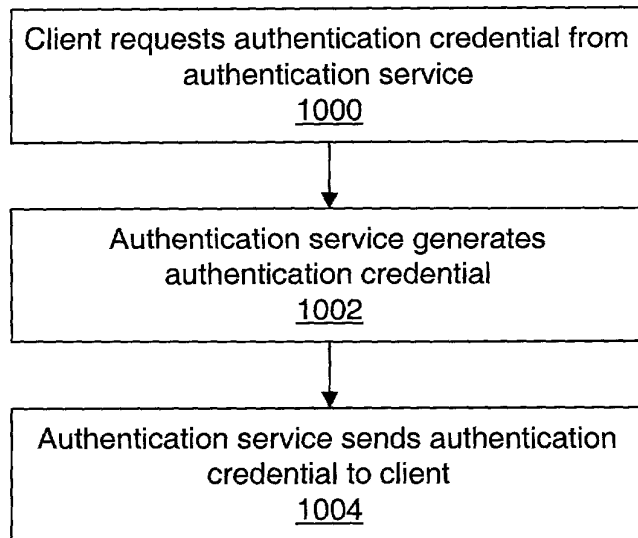 Client requests authentication credential from
authentication service
1000
Authentication service generates
authentication credential
1002
Authentication service sends authentication
credential to client
1004